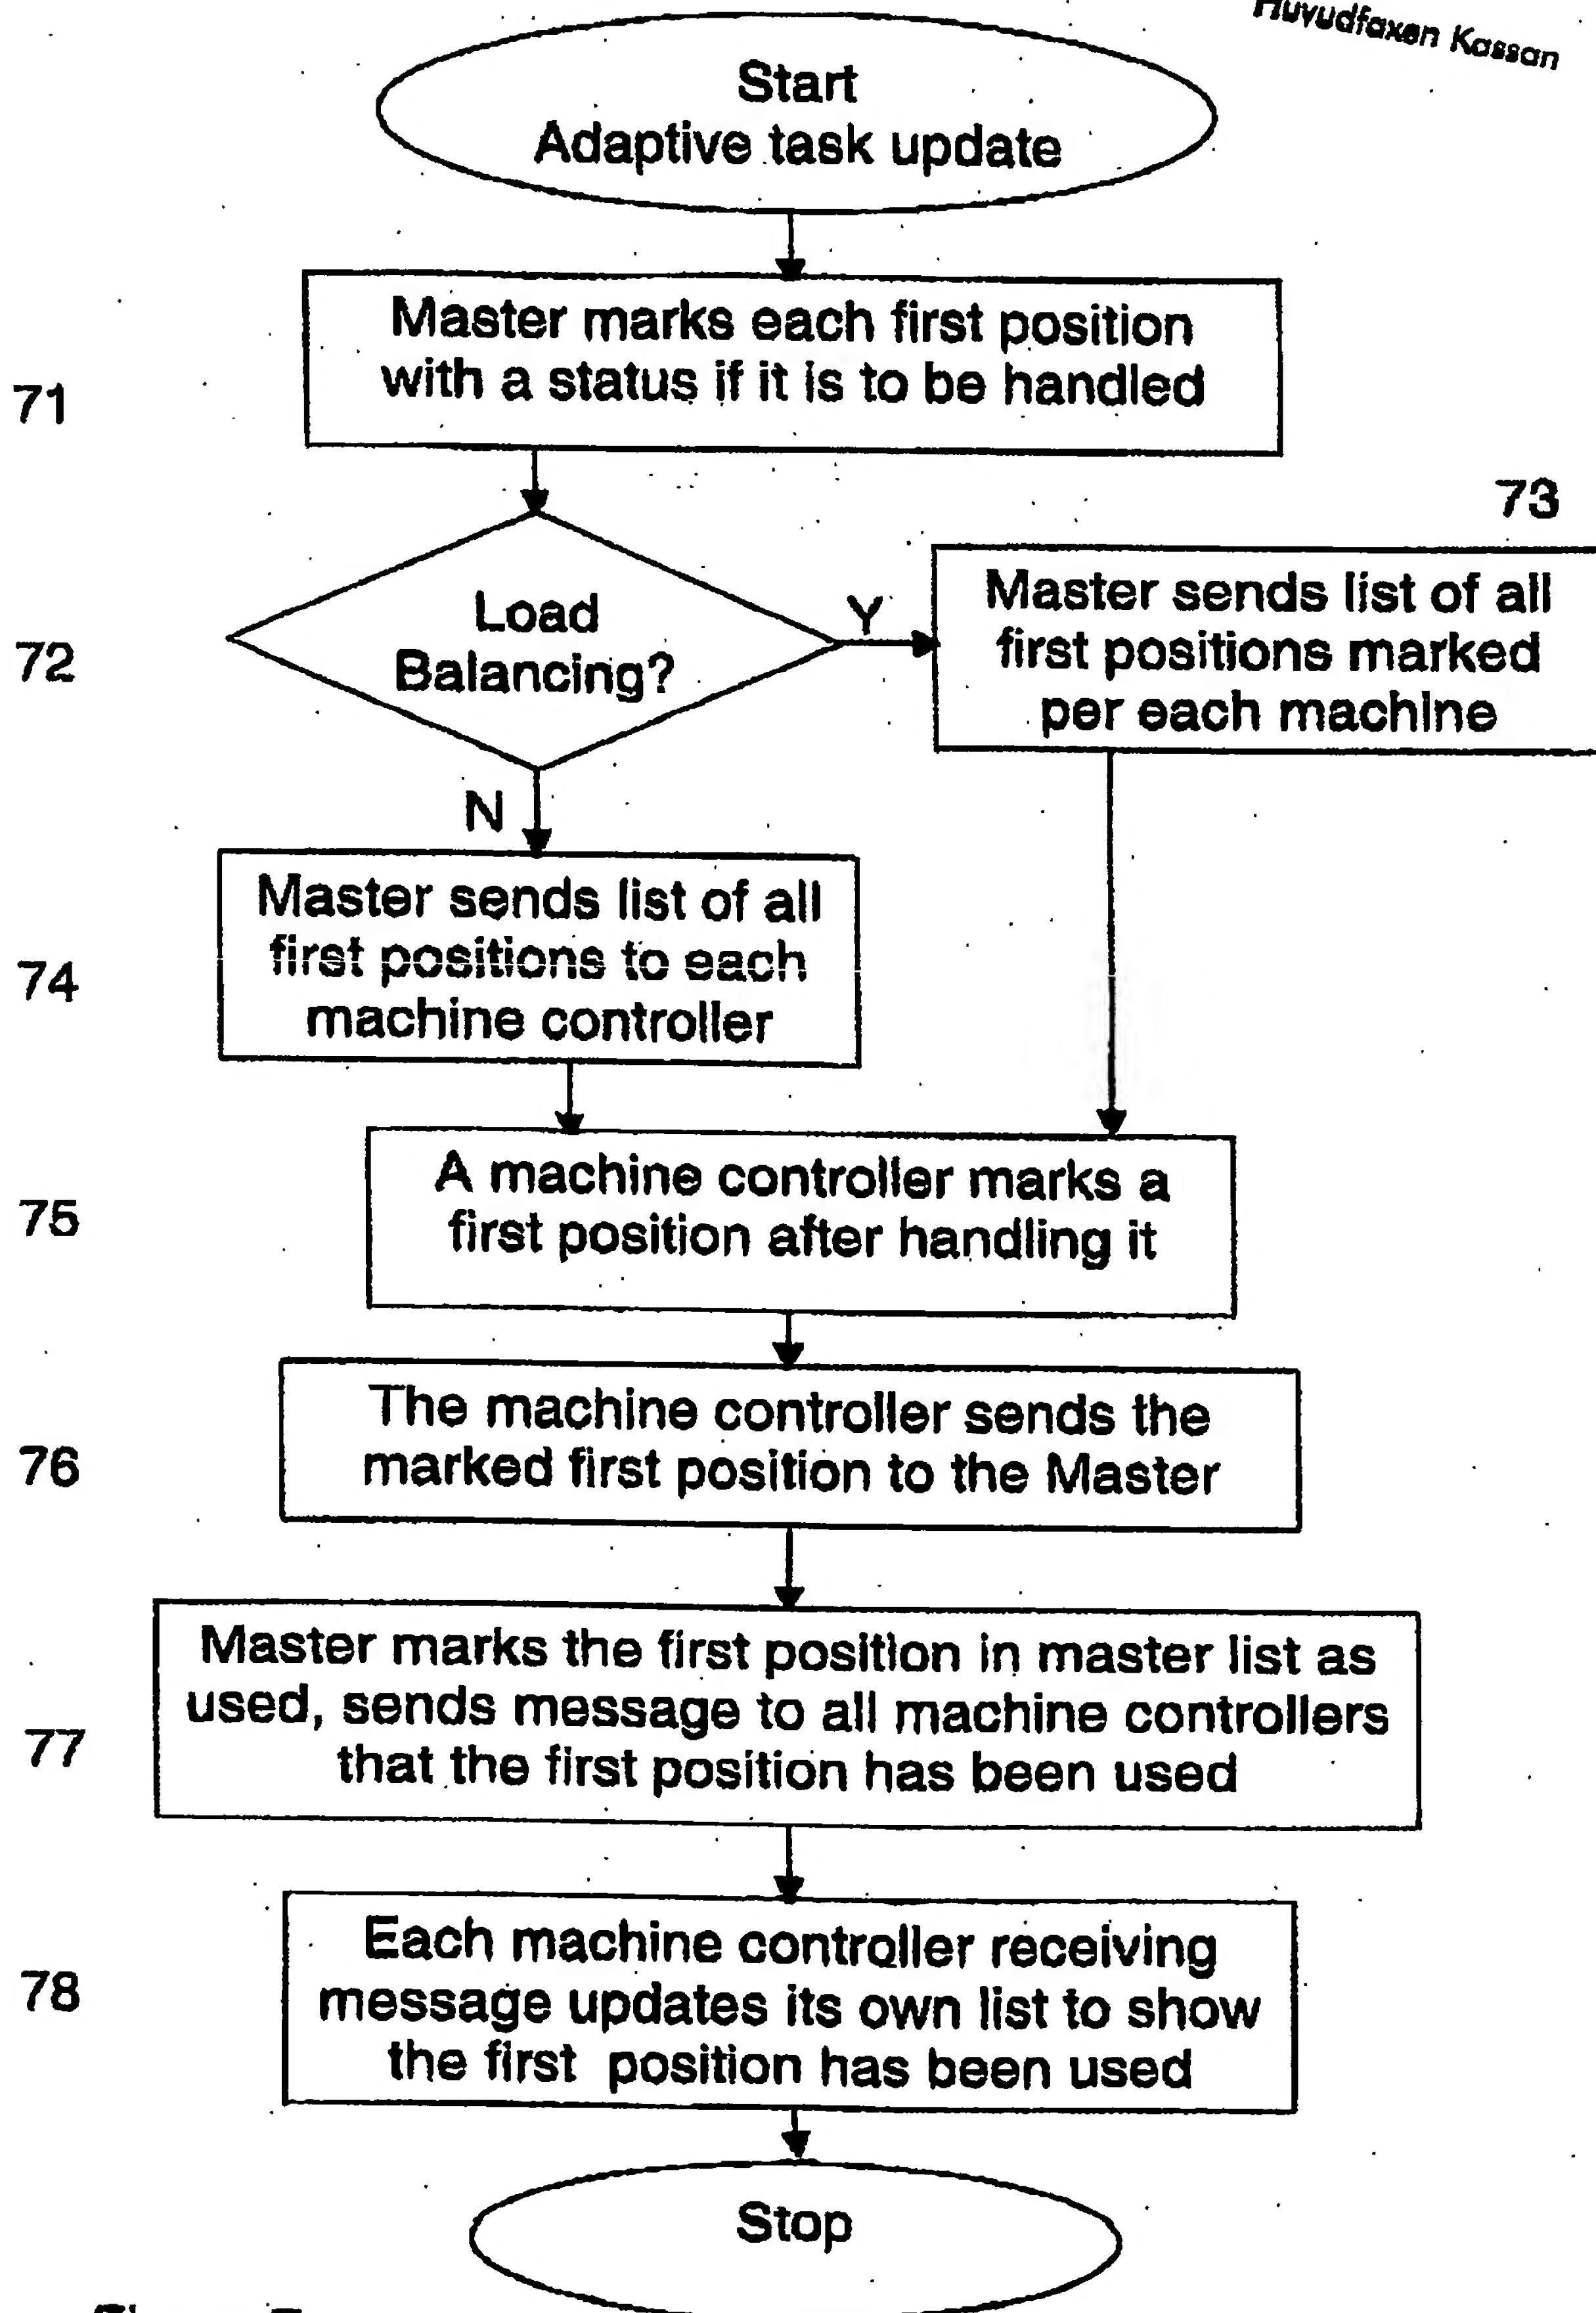 Huvudfaxen Kassan
Start
Adaptive task update
Master marks each first position
with a status if it is to be handled
71
73
Load
Balancing?
72
Y
Master sends list of all
first positions marked
per each machine
N
Master sends list of all
first positions to each
machine controller
74
A machine controller marks a
first position after handling it
75
The machine controller sends the
marked first position to the Master
76
Master marks the first position in master list as
used, sends message to all machine controllers
that the first position has been used
77
Each machine controller receiving
message updates its own list to show
the first position has been used
78
Stop